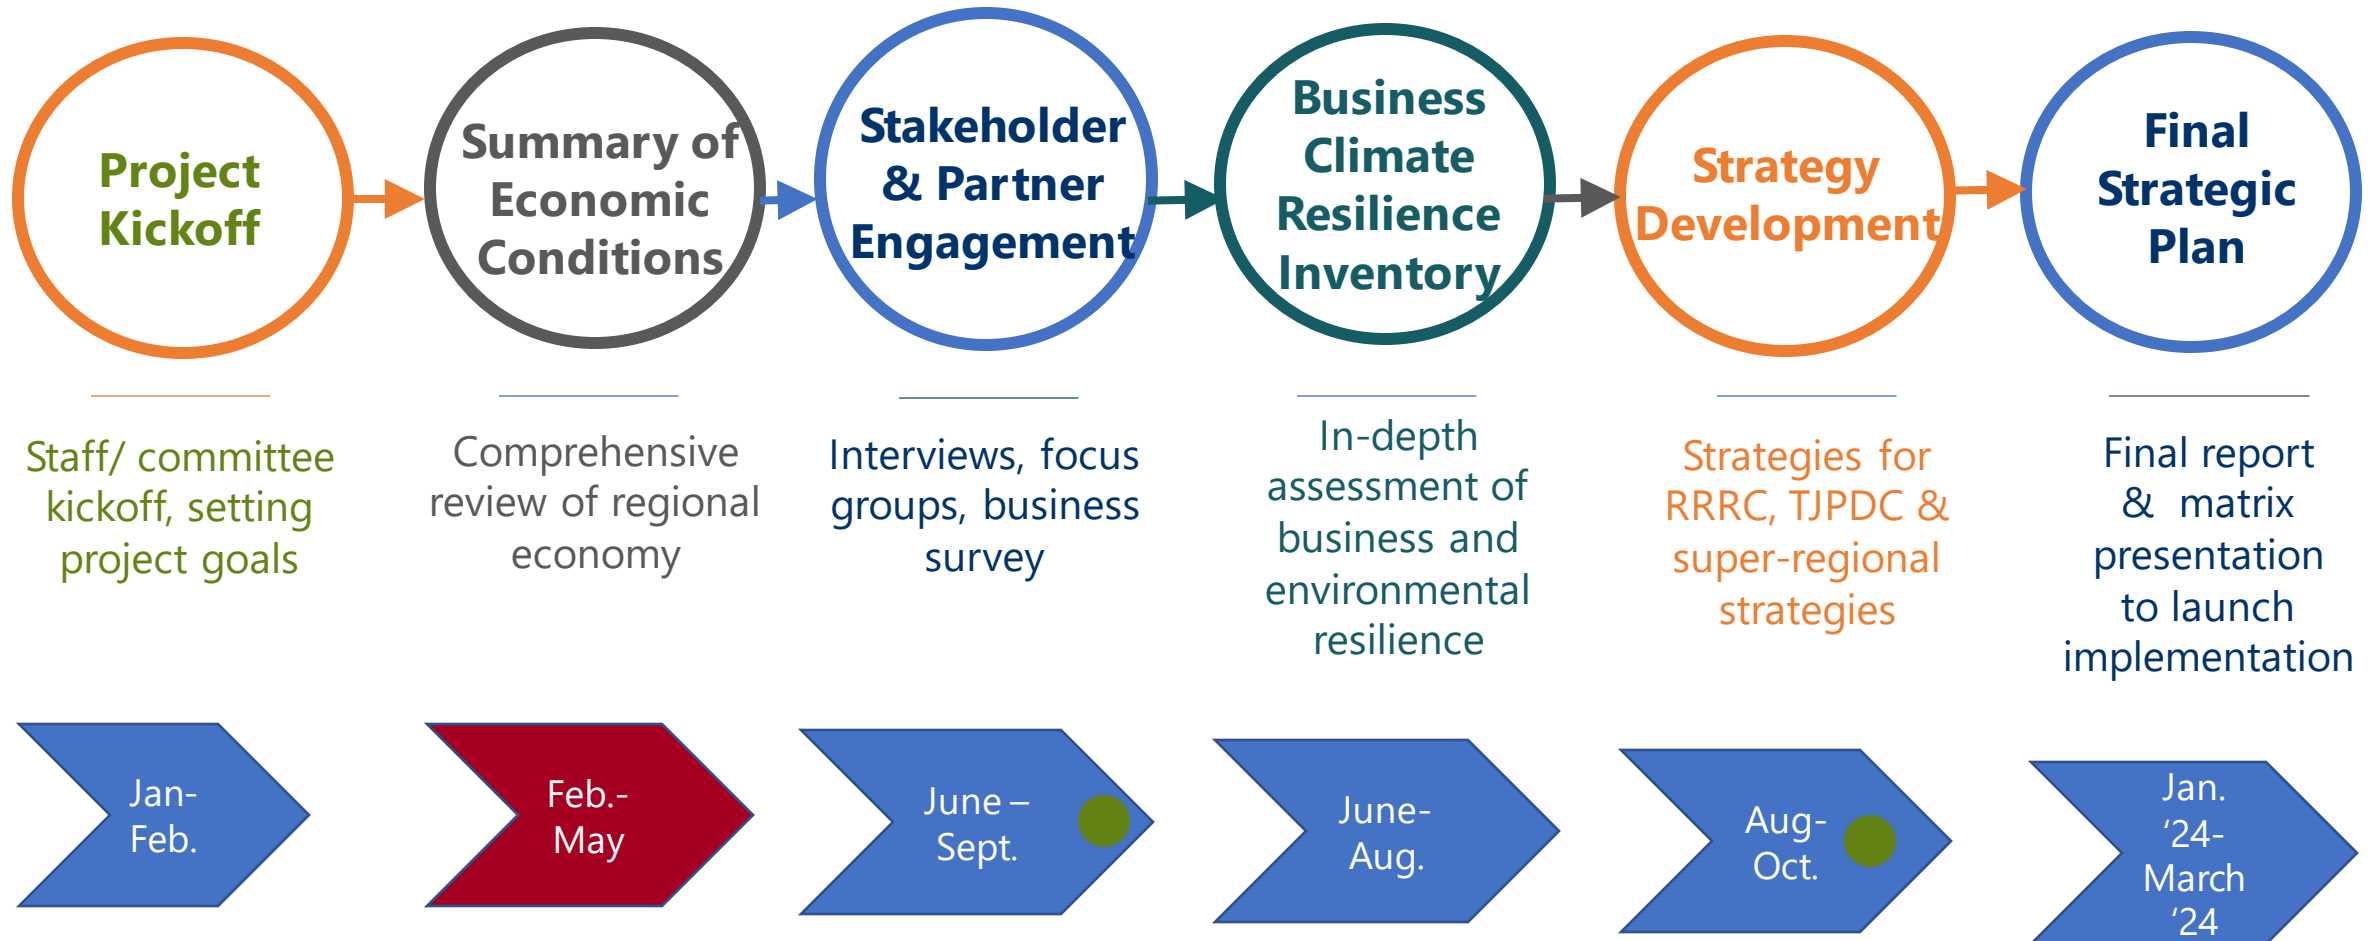 Project
Kickoff
Summary of
Economic
Conditions
Stakeholder
& Partner
Engagement
Business
Climate
Resilience
Inventory
Strategy
Development
Final
Strategic
Plan
Staff/ committee
kickoff, setting
project goals
Comprehensive
review of regional
economy
Interviews, focus
groups, business
survey
In-depth
assessment of
business and
environmental
resilience
Strategies for
RRRC, TJPDC &
super-regional
strategies
Final report
& matrix
presentation
to launch
implementation
Jan-
Feb.
Feb.-
May
June –
Sept.
June-
Aug.
Aug-
Oct.
Jan.
‘24-
March
‘24